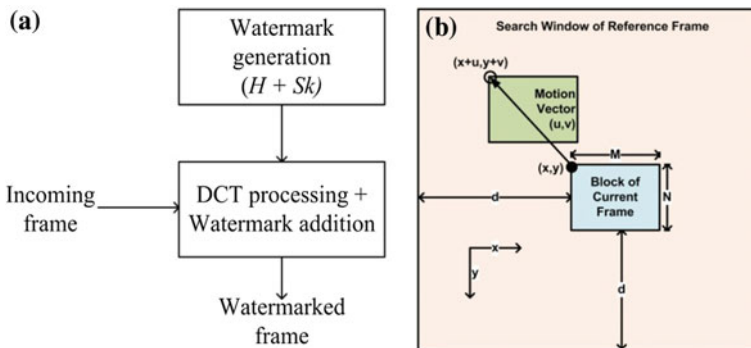 (a)
Watermark
generation
(H + Sk)
Incoming
frame
DCT processing +
Watermark addition
Watermarked
frame
(b)
Search Window of Reference Frame
(x+u,y+v)
Motion
Vector
(u,v)
M
(x,y)
Block of
Current
Frame
N
d
x
y
d